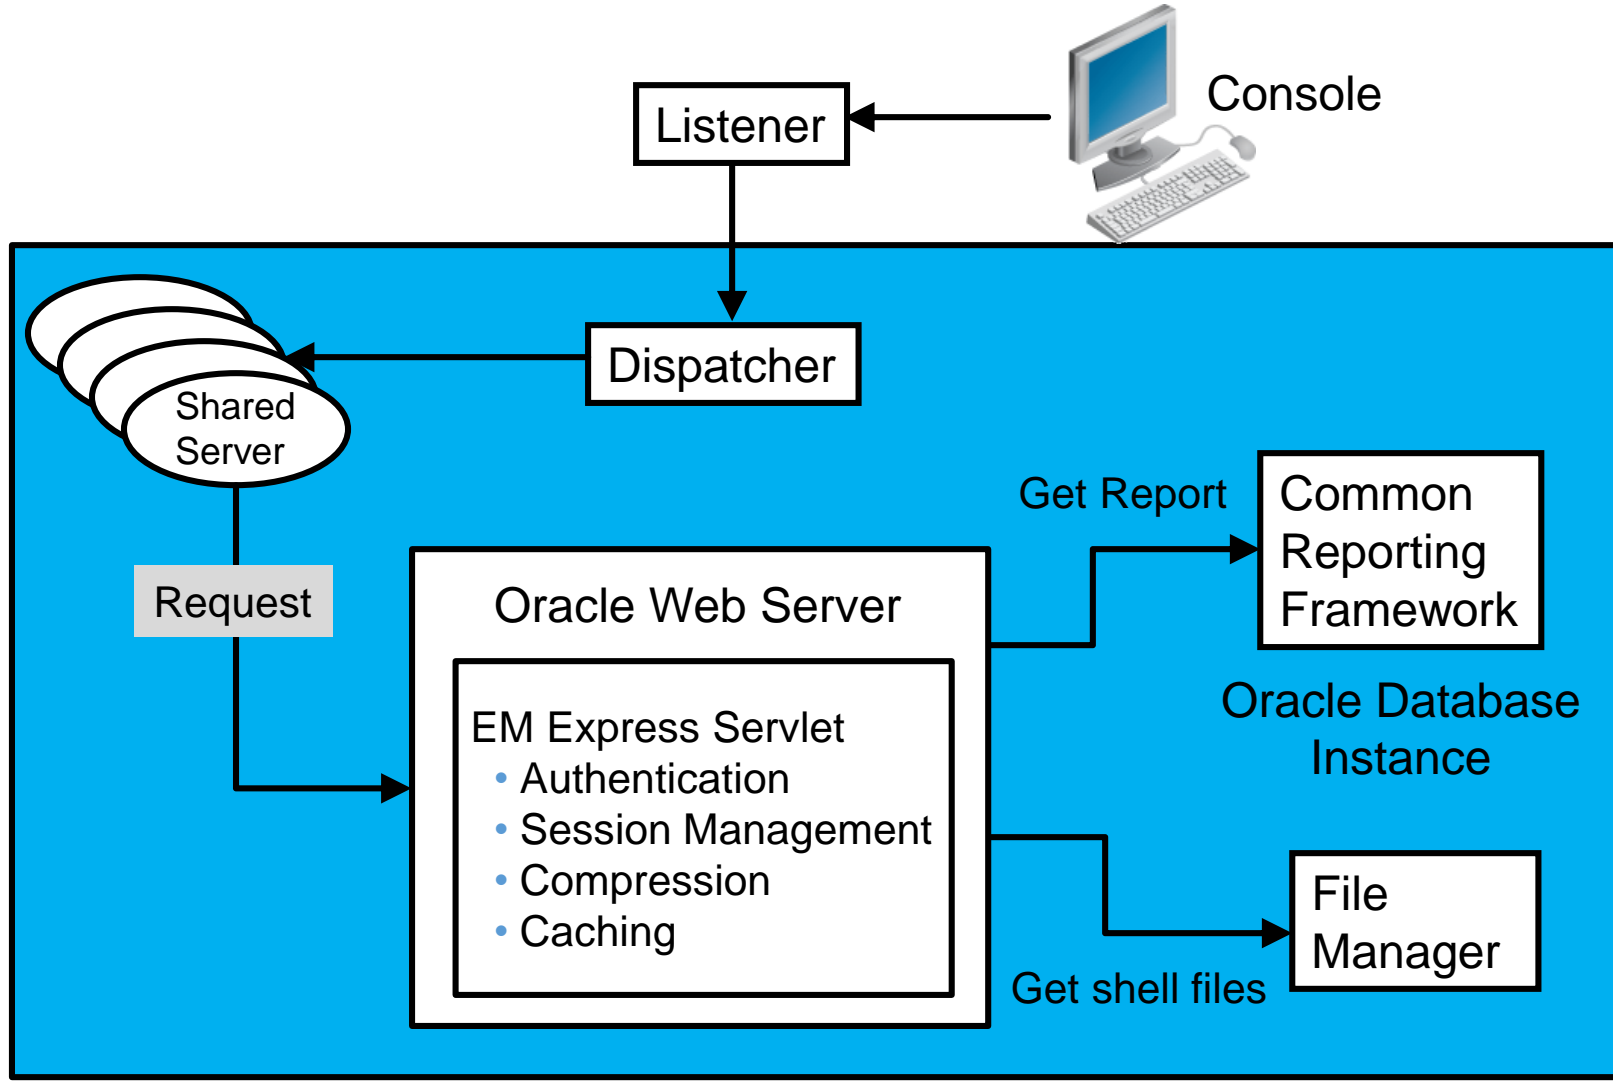 Console
Listener
Dispatcher
Shared
Server
Request
Get Report
Common
Reporting
Framework
Oracle Web Server
EM Express Servlet
• Authentication
• Session Management
• Compression
• Caching
Oracle Database
Instance
File
Manager
Get shell files